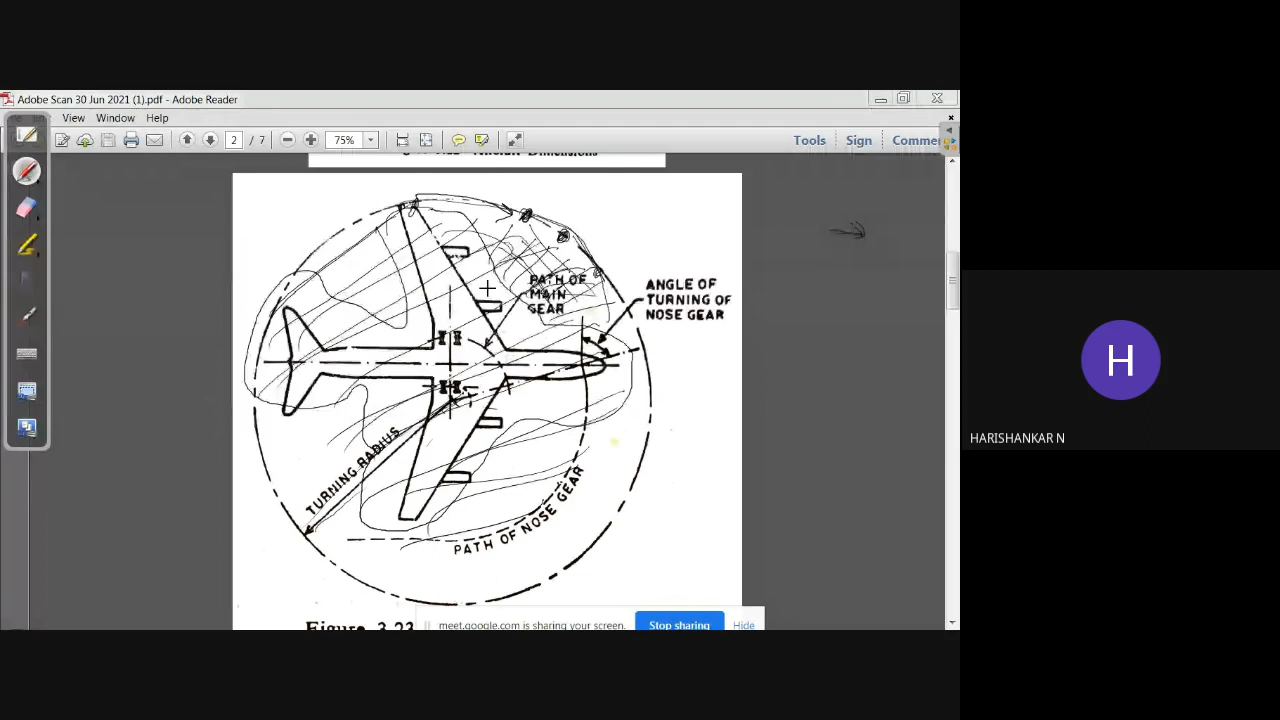 Adobe Scan 30 Jun 2021 (1).pdf - Adobe Reader
View Window Help
2 / 7 75% Tools Sign Comme
Aircraft Dimensions
PATH OF
MAIN
GEAR
ANGLE OF
TURNING OF
NOSE GEAR
TURNING RADIUS
PATH OF NOSE GEAR
Figure 3.23
meet.google.com is sharing your screen. Stop sharing Hide
H
HARISHANKAR N